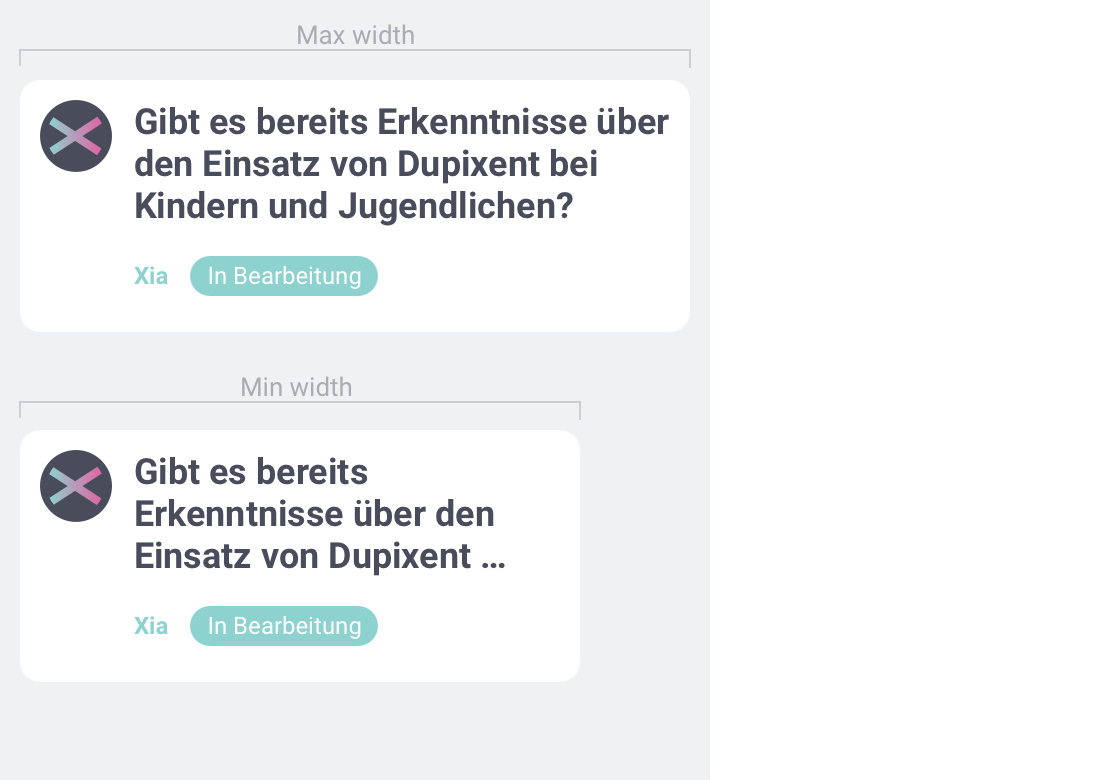 Max width
Gibt es bereits Erkenntnisse über
den Einsatz von Dupixent bei
Kindern und Jugendlichen?
Xia In Bearbeitung
Min width
Gibt es bereits
Erkenntnisse über den
Einsatz von Dupixent ...
Xia In Bearbeitung